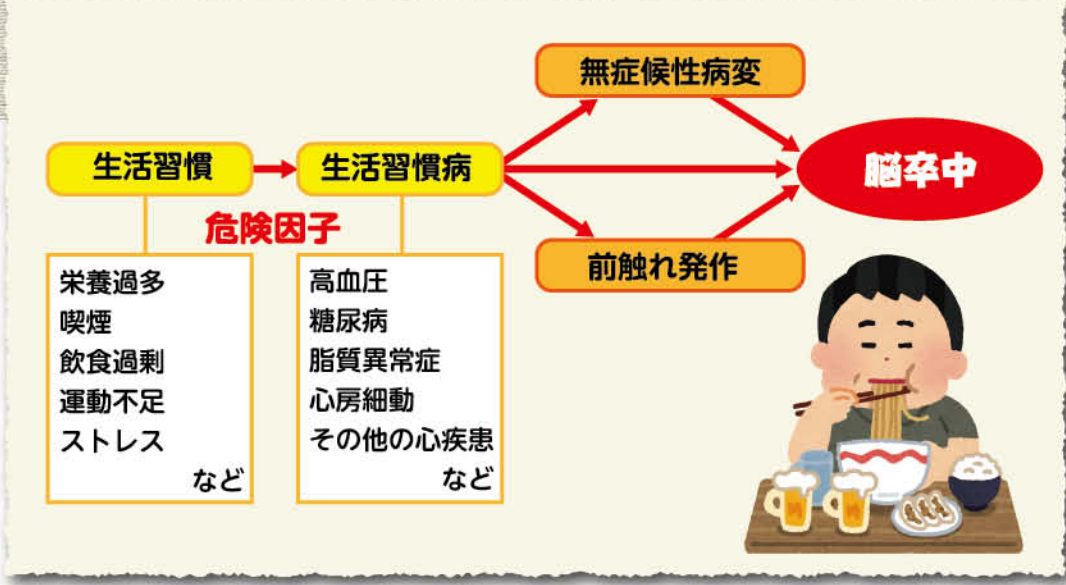 無症候性病変
生活習慣
生活習慣病
脳卒中
危険因子
前触れ発作
栄養過多
喫煙
飲食過剰
運動不足
ストレス
など
高血圧
糖尿病
脂質異常症
心房細動
その他の心疾患
など